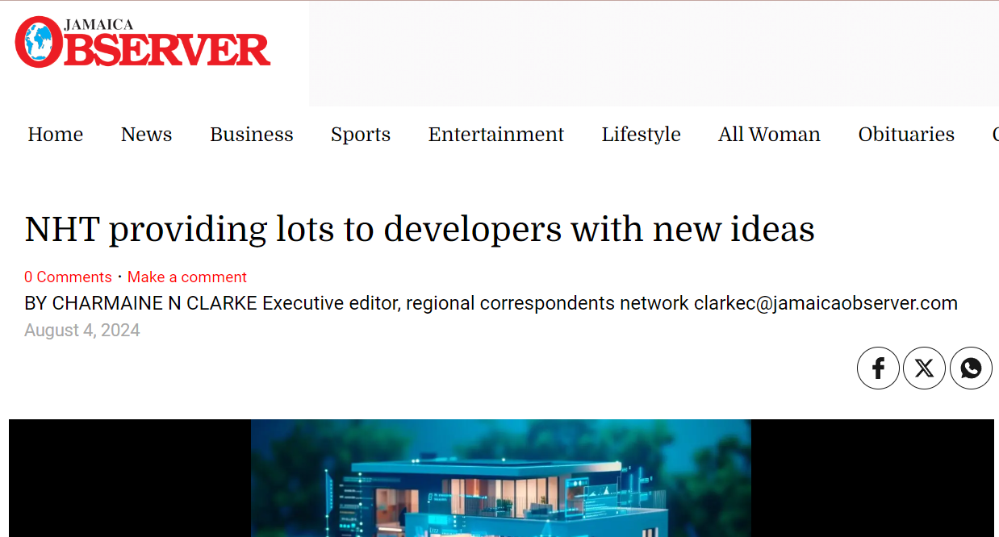 JAMAICA
OBSERVER
Home News Business Sports Entertainment Lifestyle All Woman Obituaries
NHT providing lots to developers with new ideas
0 Comments · Make a comment
BY CHARMAINE N CLARKE Executive editor, regional correspondents network clarkec@jamaicaobserver.com
August 4, 2024